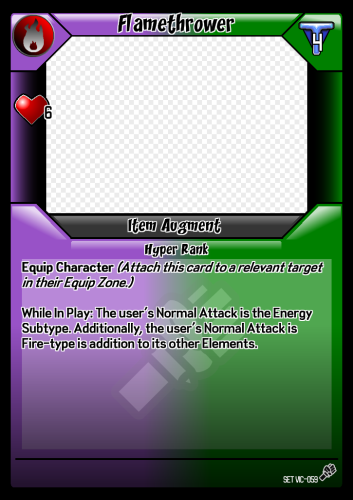 Flamethrower
4
6
Item Augment
Hyper Rank
Equip Character (Attach this card to a relevant target
in their Equip Zone.)
While In Play: The user's Normal Attack is the Energy
Subtype. Additionally, the user's Normal Attack is
Fire-type is addition to its other Elements.
SET VIC-059